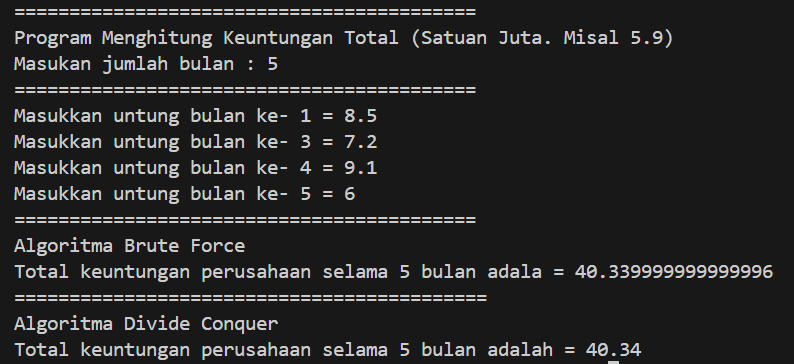 ==========================================
Program Menghitung Keuntungan Total (Satuan Juta. Misal 5.9)
Masukan jumlah bulan : 5
==========================================
Masukkan untung bulan ke- 1 = 8.5
Masukkan untung bulan ke- 3 = 7.2
Masukkan untung bulan ke- 4 = 9.1
Masukkan untung bulan ke- 5 = 6
==========================================
Algoritma Brute Force
Total keuntungan perusahaan selama 5 bulan adala = 40.339999999999996
===========================================
Algoritma Divide Conquer
Total keuntungan perusahaan selama 5 bulan adalah = 40.34